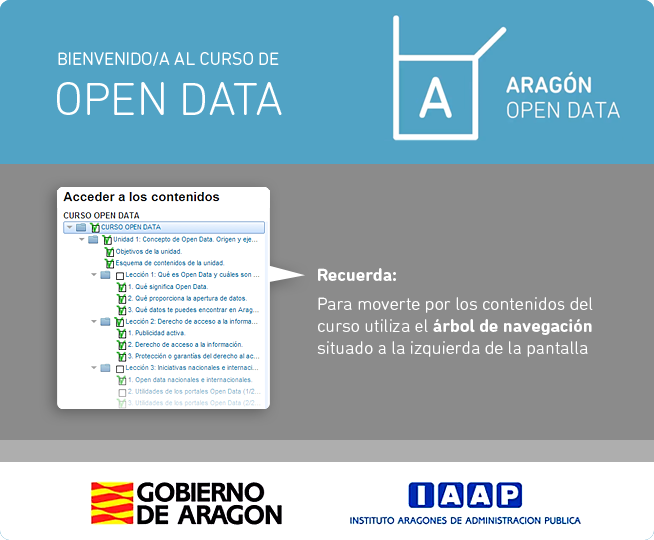 BIENVENIDO/A AL CURSO DE
OPEN DATA
A
ARAGÓN
OPEN DATA
Acceder a los contenidos
CURSO OPEN DATA
CURSO OPEN DATA
Unidad 1: Concepto de Open Data. Origen y eje...
Objetivos de la unidad.
Esquema de contenidos de la unidad.
Lección 1: Qué es Open Data y cuáles son ...
1. Qué significa Open Data.
2. Qué proporciona la apertura de datos.
3. Qué datos te puedes encontrar en Arag...
Lección 2: Derecho de acceso a la informa...
1. Publicidad activa.
2. Derecho de acceso a la información.
3. Protección o garantías del derecho al ac...
Lección 3: Iniciativas nacionales e internaci...
1. Open data nacionales e internacionales.
2. Utilidades de los portales Open Data (1/2...
3. Utilidades de los portales Open Data (2/2...
Recuerda:
Para moverte por los contenidos del
curso utiliza el árbol de navegación
situado a la izquierda de la pantalla
GOBIERNO
DE ARAGON
IAAP
INSTITUTO ARAGONES DE ADMINISTRACION PUBLICA